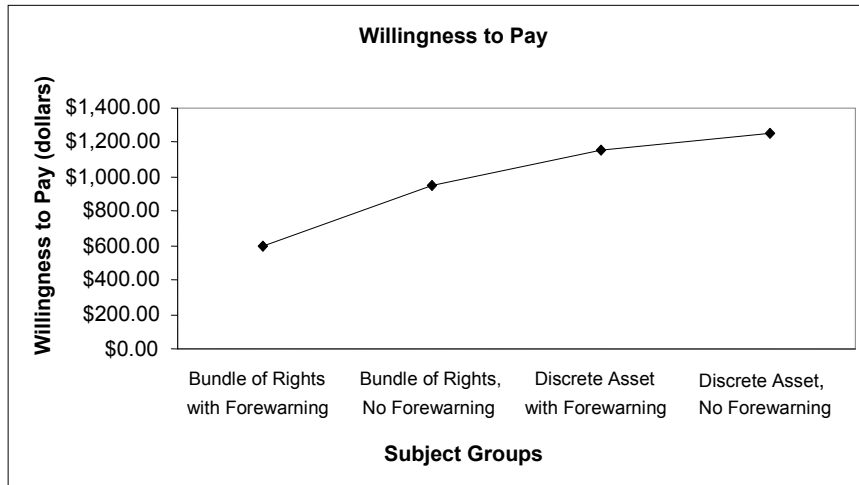 Willingness to Pay
Willingness to Pay (dollars)
$1,400.00
$1,200.00
$1,000.00
$800.00
$600.00
$400.00
$200.00
$0.00
Bundle of Rights
with Forewarning
Bundle of Rights,
No Forewarning
Discrete Asset
with Forewarning
Discrete Asset,
No Forewarning
Subject Groups